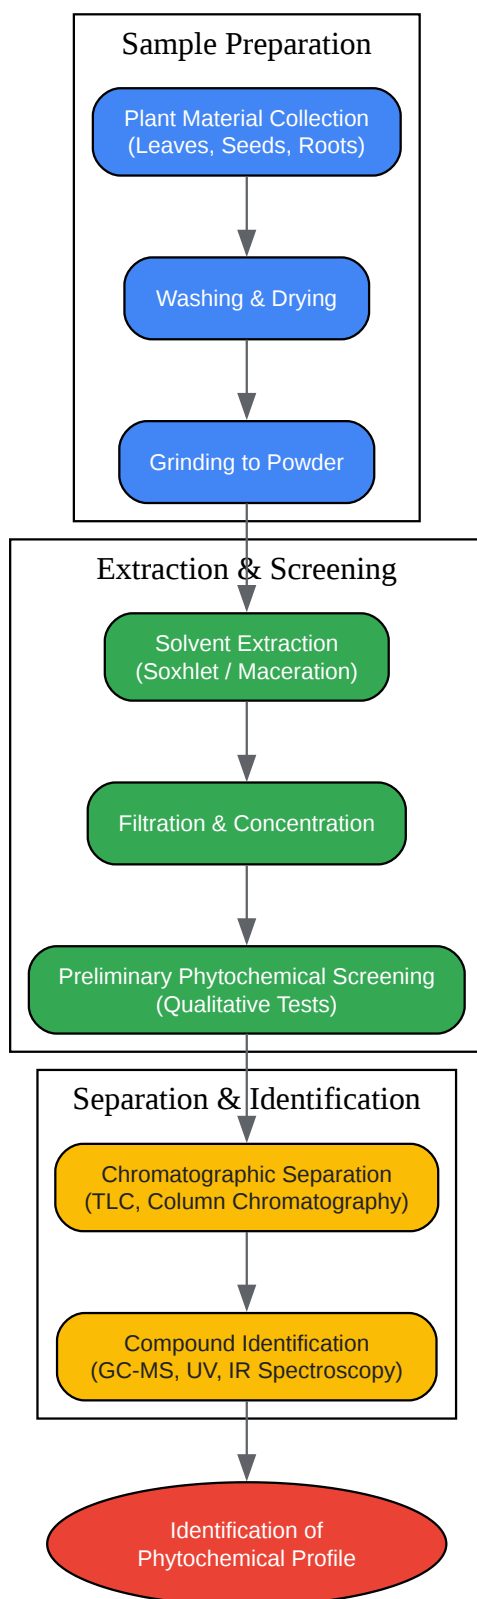 Sample Preparation
Plant Material Collection
(Leaves, Seeds, Roots)
Washing & Drying
Grinding to Powder
Extraction & Screening
Solvent Extraction
(Soxhlet / Maceration)
Filtration & Concentration
Preliminary Phytochemical Screening
(Qualitative Tests)
Separation & Identification
Chromatographic Separation
(TLC, Column Chromatography)
Compound Identification
(GC-MS, UV, IR Spectroscopy)
Identification of
Phytochemical Profile